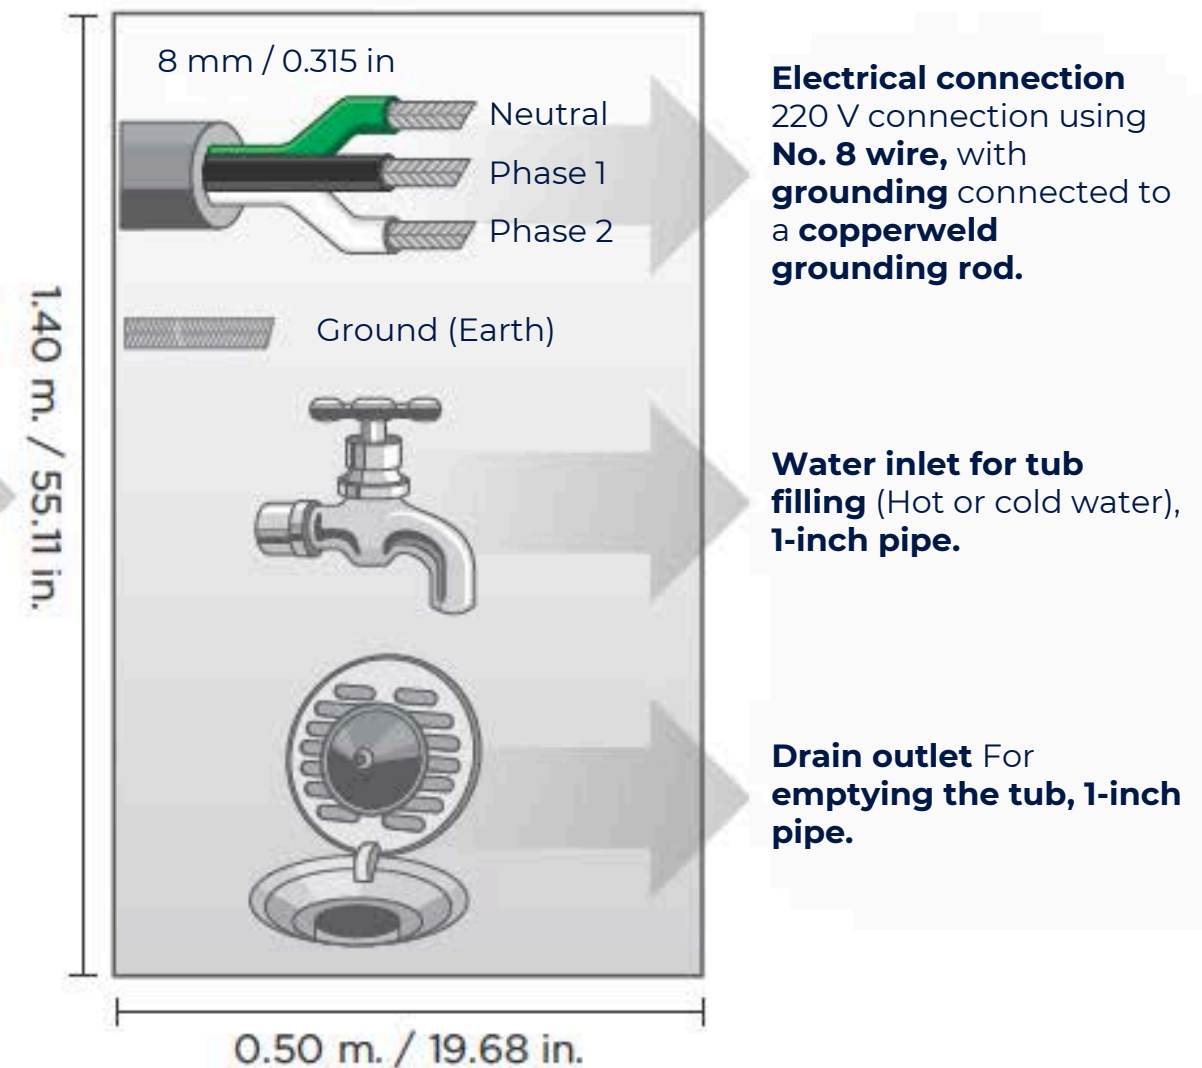 8 mm / 0.315 in
Neutral
Phase 1
Phase 2
Ground (Earth)
1.40 m. / 55.11 in.
0.50 m. / 19.68 in.
Electrical connection
220 V connection using
No. 8 wire, with
grounding connected to
a copperweld
grounding rod.
Water inlet for tub
filling (Hot or cold water),
1-inch pipe.
Drain outlet For
emptying the tub, 1-inch
pipe.